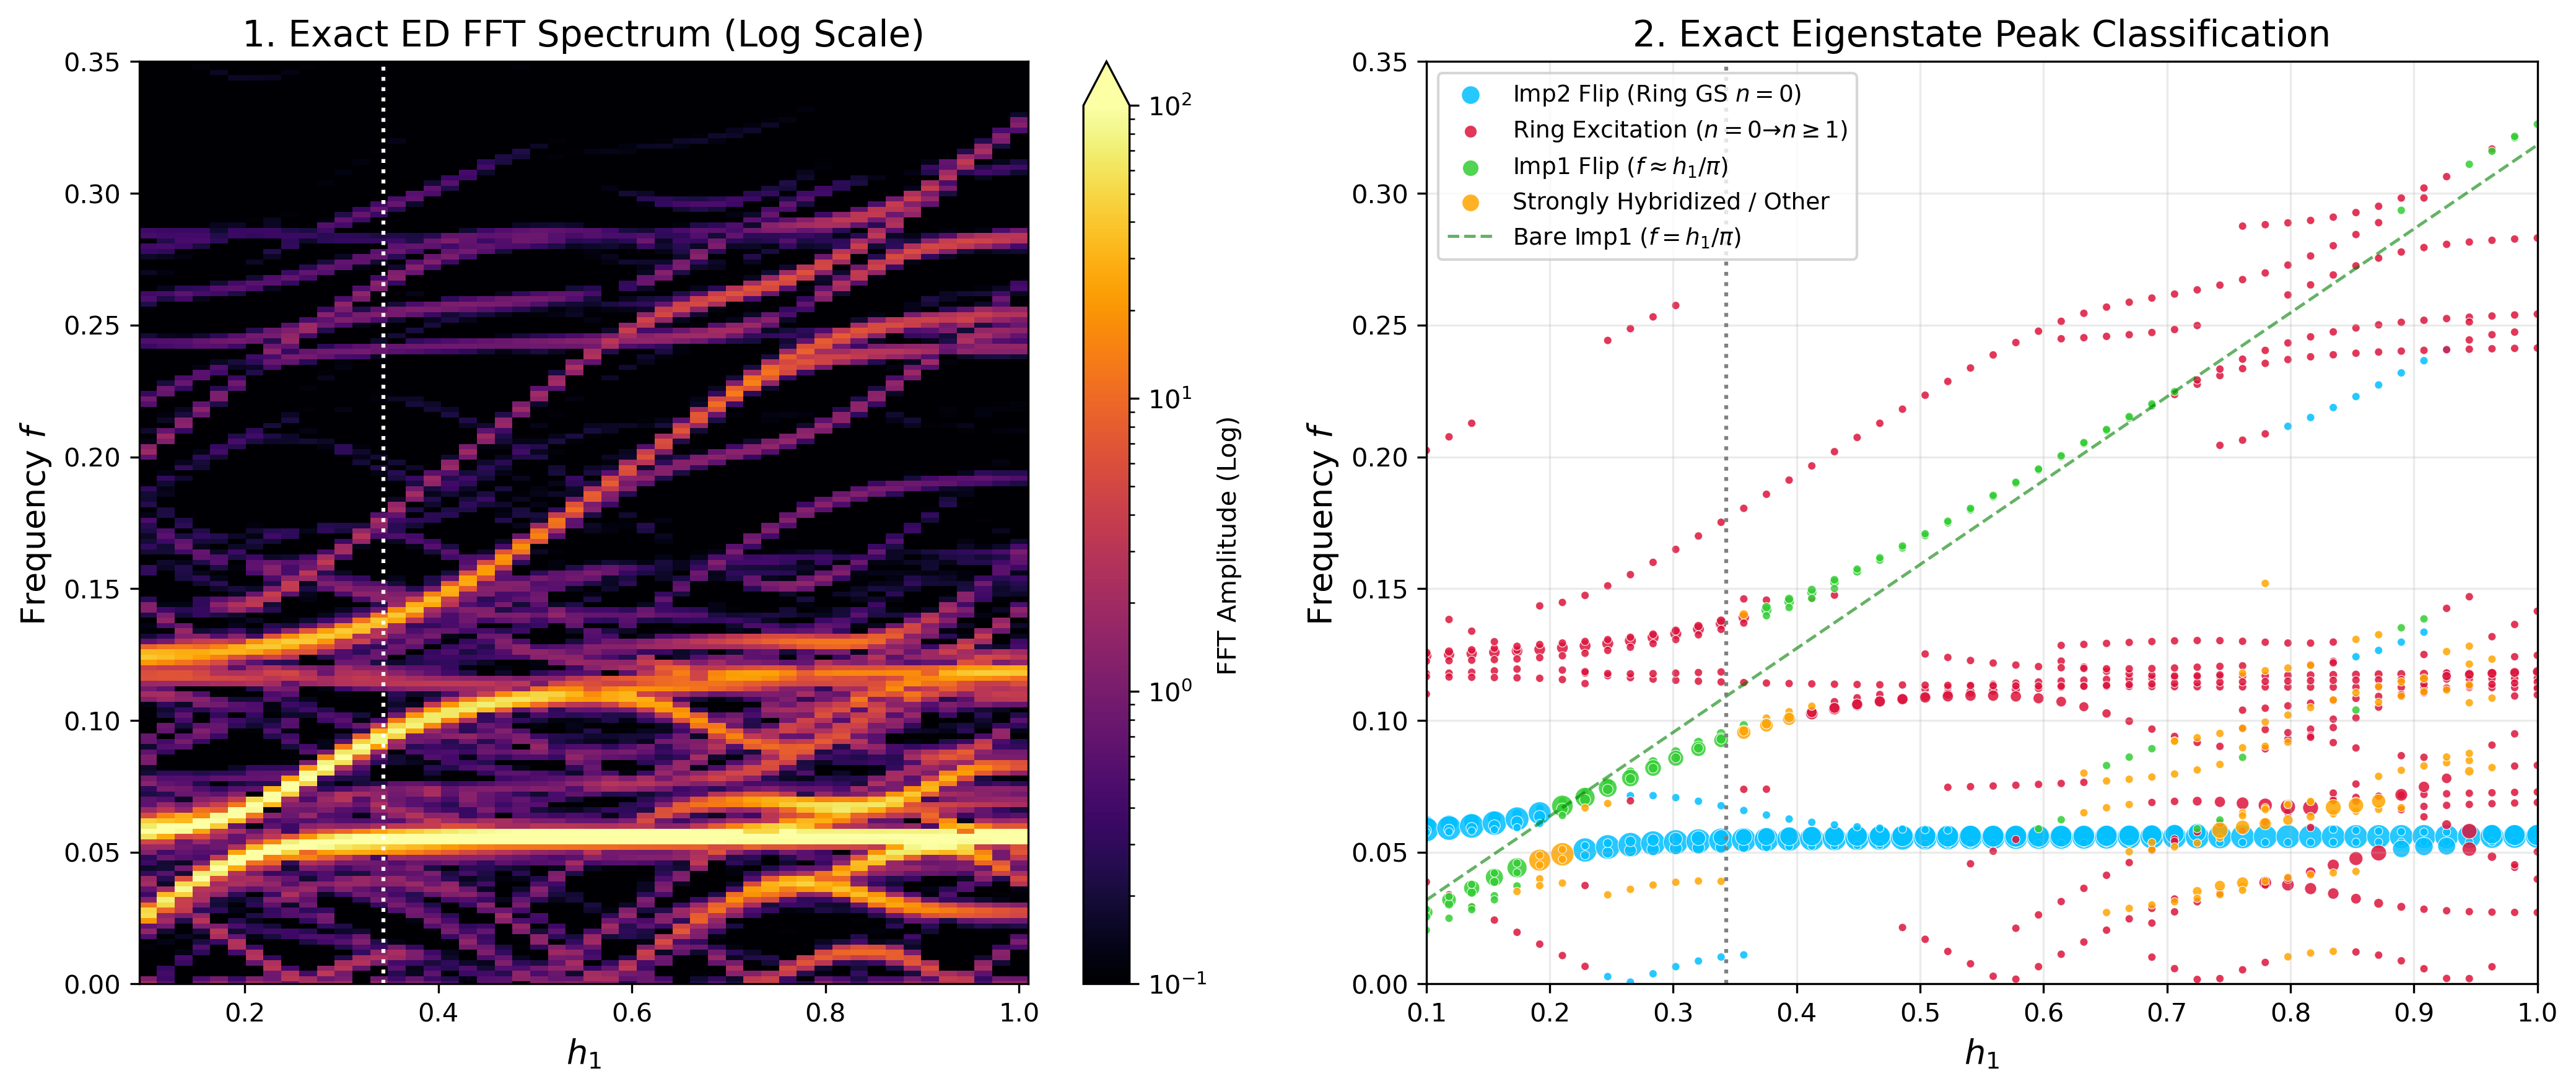 1. Exact ED FFT Spectrum (Log Scale)
0.35
0.30
0.25
0.20
0.15
0.10
0.05
0.00
Frequency f
0.2
0.4
0.6
0.8
1.0
h₁
10²
10¹
10⁰
10⁻¹
FFT Amplitude (Log)
2. Exact Eigenstate Peak Classification
Imp2 Flip (Ring GS n = 0)
Ring Excitation (n = 0→n ≥ 1)
Imp1 Flip (f ≈ h₁/π)
Strongly Hybridized / Other
Bare Imp1 (f = h₁/π)
0.35
0.30
0.25
0.20
0.15
0.10
0.05
0.00
Frequency f
0.1
0.2
0.3
0.4
0.5
0.6
0.7
0.8
0.9
1.0
h₁